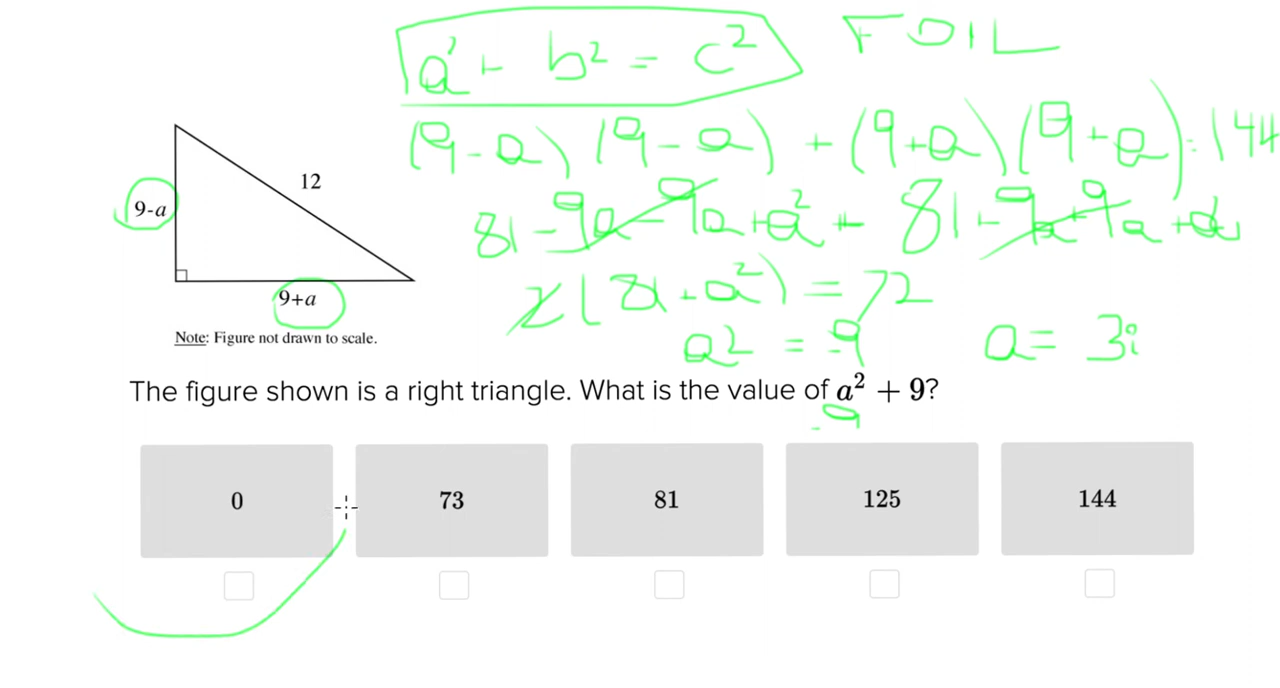 a² + b² = c²
FOIL
(9-a) (9-a) + (9+a) (9+a) = 144
12
9-a
81 - 9a - 9a + a² + 81 + 9a + 9a +
9+a
2(81 + a²) = 72
Note: Figure not drawn to scale.
a2 = -9
a = 3i
The figure shown is a right triangle. What is the value of a² + 9?
-9
0
73
81
125
144